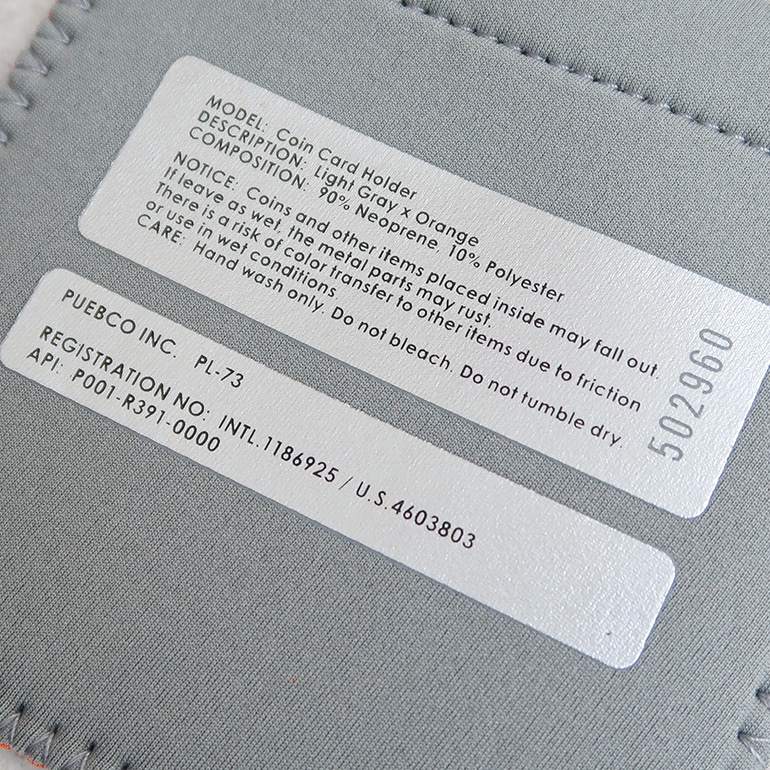 MODEL: Coin Card Holder
DESCRIPTION: Light Gray x Orange
COMPOSITION: 90% Neoprene, 10% Polyester
NOTICE: Coins and other items placed inside may fall out.
If leave as wet, the metal parts may rust.
There is a risk of color transfer to other items due to friction
or use in wet conditions.
CARE: Hand wash only. Do not bleach. Do not tumble dry.
502960
PUEBCO INC. PL-73
REGISTRATION NO: INTL.1186925 / U.S.4603803
API: P001-R391-0000